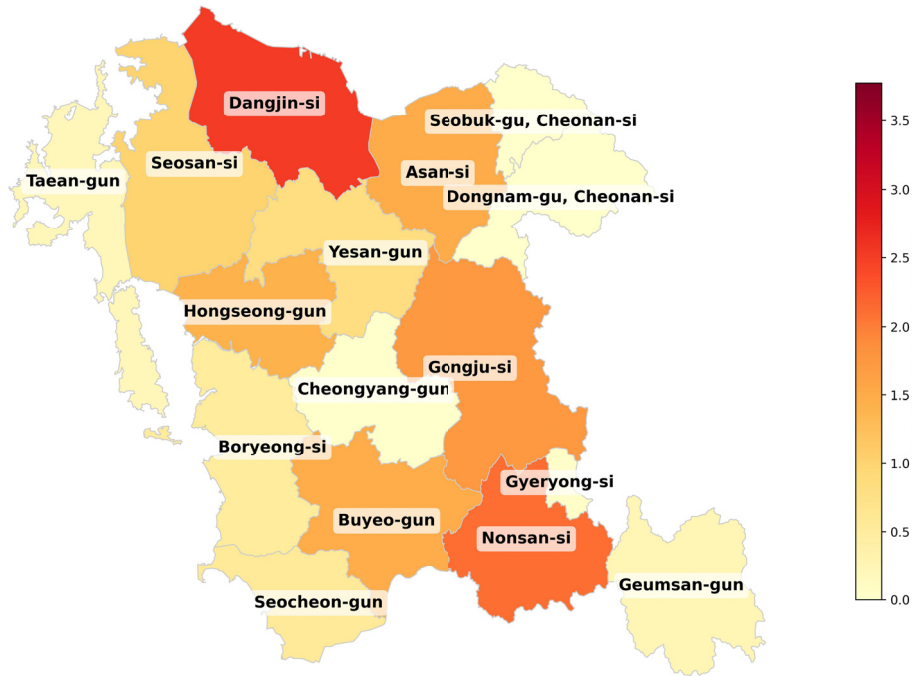 Dangjin-si
Seobuk-gu, Cheonan-si
Seosan-si
Asan-si
Taean-gun
Dongnam-gu, Cheonan-si
Yesan-gun
Hongseong-gun
Gongju-si
Cheongyang-gun
Boryeong-si
Gyeryong-si
Buyeo-gun
Nonsan-si
Geumsan-gun
Seocheon-gun
3.5
3.0
2.5
2.0
1.5
1.0
0.5
0.0